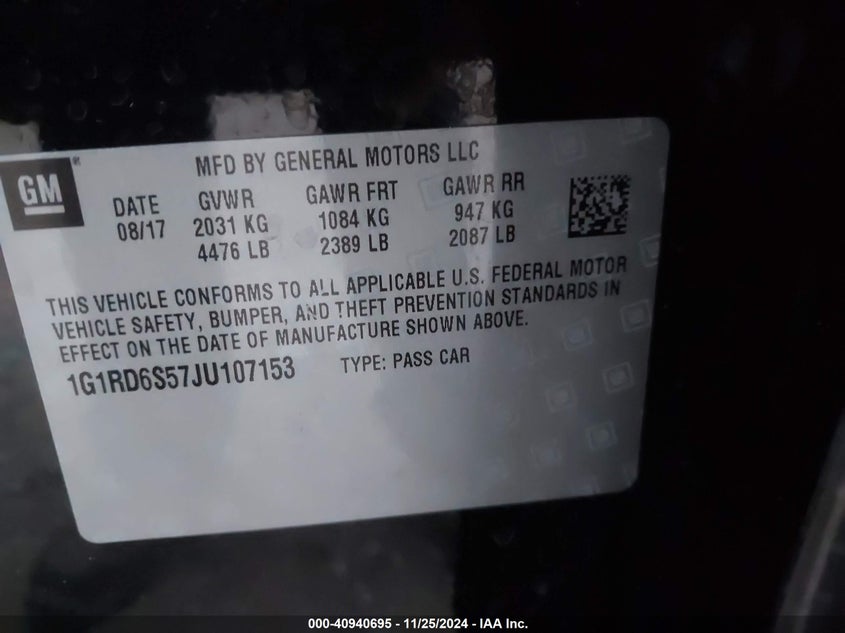 GM
MFD BY GENERAL MOTORS LLC
DATE GVWR GAWR FRT GAWR RR
08/17 2031 KG 1084 KG 947 KG
4476 LB 2389 LB 2087 LB
THIS VEHICLE CONFORMS TO ALL APPLICABLE U.S. FEDERAL MOTOR
VEHICLE SAFETY, BUMPER, AND THEFT PREVENTION STANDARDS IN
EFFECT ON THE DATE OF MANUFACTURE SHOWN ABOVE.
1G1RD6S57JU107153 TYPE: PASS CAR
000-40940695 - 11/25/2024 - IAA Inc.